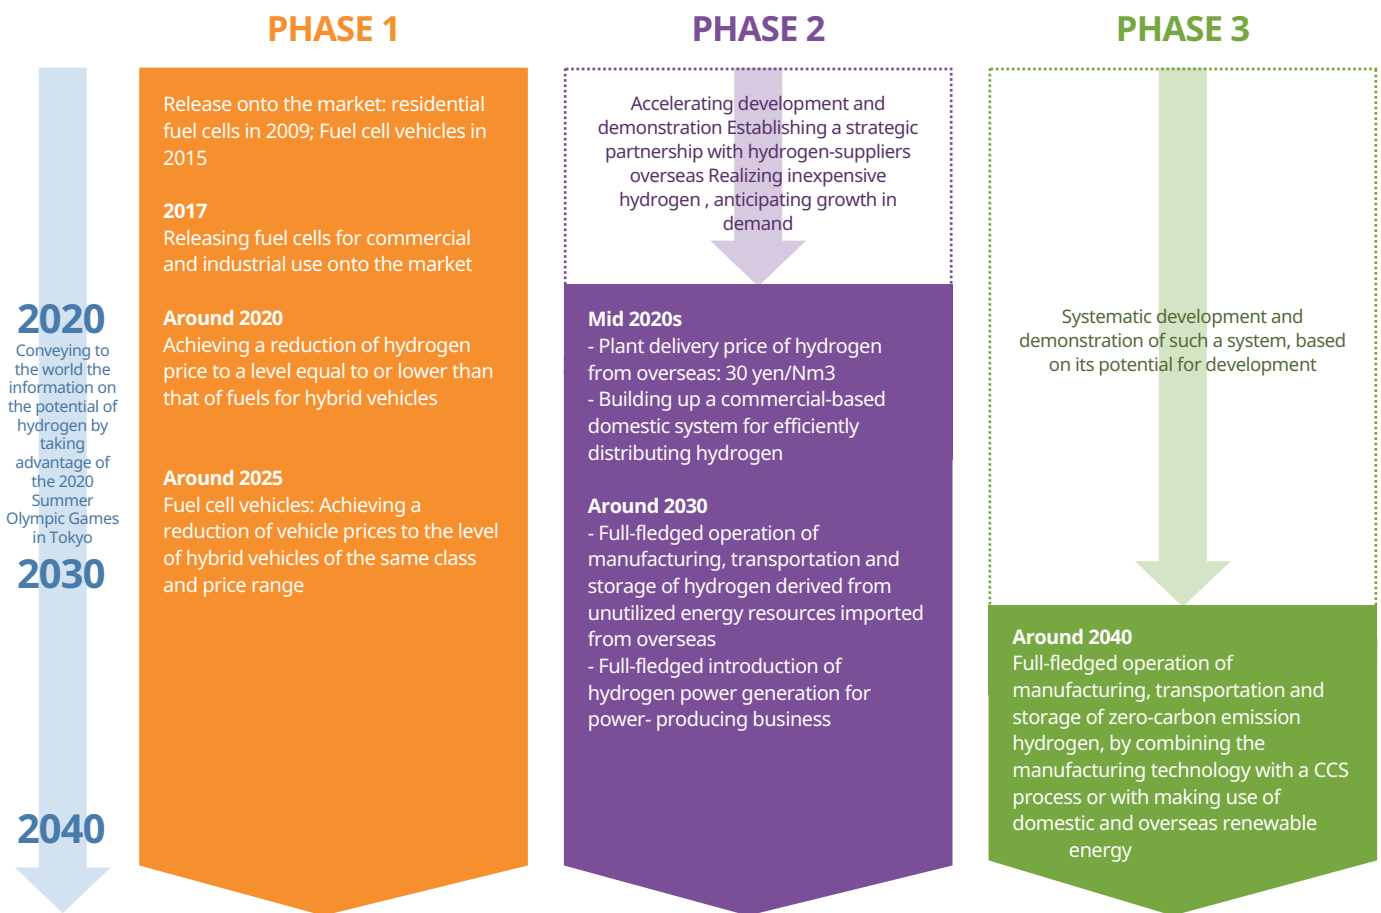 PHASE 1
PHASE 2
PHASE 3
2020
Conveying to
the world the
information on
the potential of
hydrogen by
taking
advantage of
the 2020
Summer
Olympic Games
in Tokyo
2030
2040
Release onto the market: residential
fuel cells in 2009; Fuel cell vehicles in
2015
2017
Releasing fuel cells for commercial
and industrial use onto the market
Around 2020
Achieving a reduction of hydrogen
price to a level equal to or lower than
that of fuels for hybrid vehicles
Around 2025
Fuel cell vehicles: Achieving a
reduction of vehicle prices to the level
of hybrid vehicles of the same class
and price range
Accelerating development and
demonstration Establishing a strategic
partnership with hydrogen-suppliers
overseas Realizing inexpensive
hydrogen , anticipating growth in
demand
Mid 2020s
- Plant delivery price of hydrogen
from overseas: 30 yen/Nm3
- Building up a commercial-based
domestic system for efficiently
distributing hydrogen
Around 2030
- Full-fledged operation of
manufacturing, transportation and
storage of hydrogen derived from
unutilized energy resources imported
from overseas
- Full-fledged introduction of
hydrogen power generation for
power- producing business
Systematic development and
demonstration of such a system, based
on its potential for development
Around 2040
Full-fledged operation of
manufacturing, transportation and
storage of zero-carbon emission
hydrogen, by combining the
manufacturing technology with a CCS
process or with making use of
domestic and overseas renewable
energy